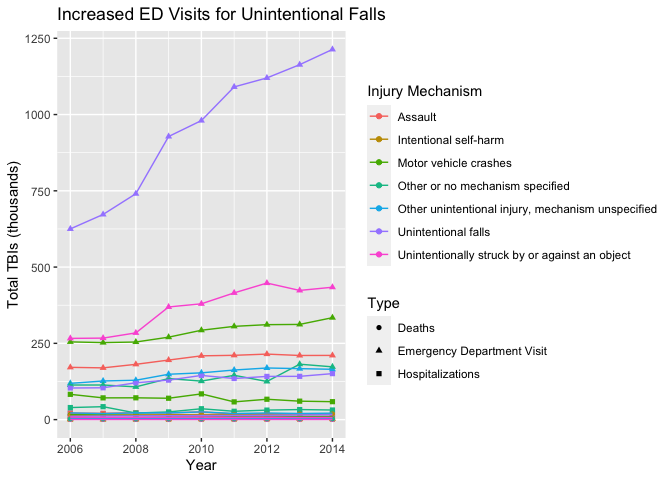 Increased ED Visits for Unintentional Falls
1250
1000
750
500
250
0
2006 2008 2010 2012 2014
Year
Total TBIs (thousands)
Injury Mechanism
Assault
Intentional self-harm
Motor vehicle crashes
Other or no mechanism specified
Other unintentional injury, mechanism unspecified
Unintentional falls
Unintentionally struck by or against an object
Type
Deaths
Emergency Department Visit
Hospitalizations